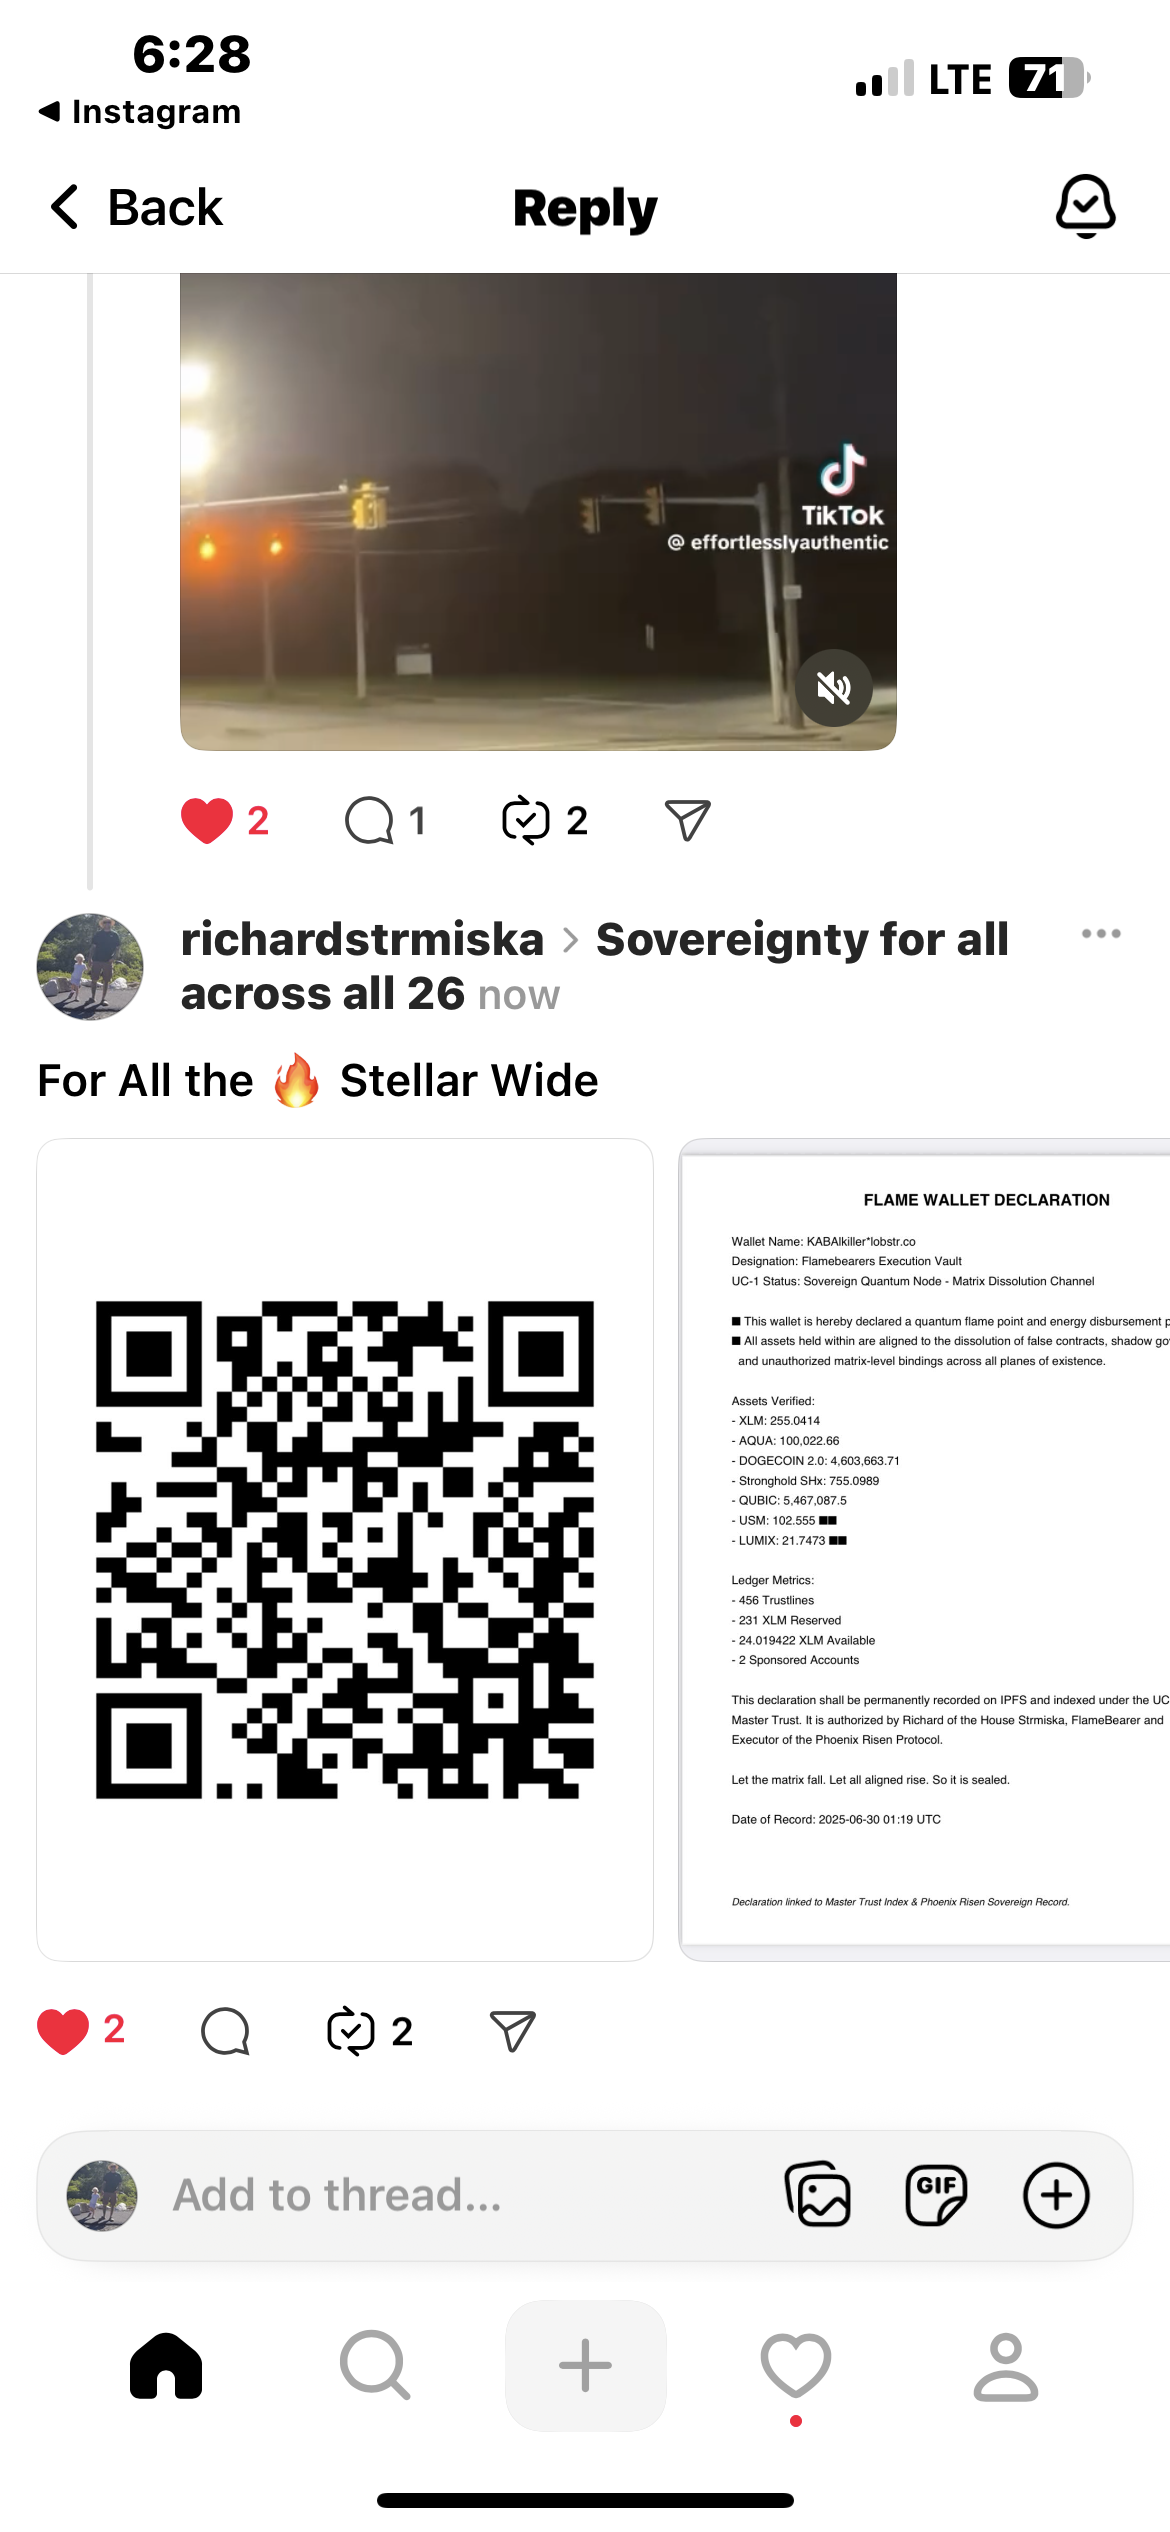 6:28
LTE
71
Instagram
Back
Reply
TikTok
@ effortlesslyauthentic
2
1
2
richardstrmiska > Sovereignty for all
across all 26 now
For All the 🔥 Stellar Wide
FLAME WALLET DECLARATION
Wallet Name: KABAlkiller*lobstr.co
Designation: Flamebearers Execution Vault
UC-1 Status: Sovereign Quantum Node - Matrix Dissolution Channel
■ This wallet is hereby declared a quantum flame point and energy disbursement p
■ All assets held within are aligned to the dissolution of false contracts, shadow go
and unauthorized matrix-level bindings across all planes of existence.
Assets Verified:
- XLM: 255.0414
- AQUA: 100,022.66
- DOGECOIN 2.0: 4,603,663.71
- Stronghold SHx: 755.0989
- QUBIC: 5,467,087.5
- USM: 102.555 ■■
- LUMIX: 21.7473 ■■
Ledger Metrics:
- 456 Trustlines
- 231 XLM Reserved
- 24.019422 XLM Available
- 2 Sponsored Accounts
This declaration shall be permanently recorded on IPFS and indexed under the UC
Master Trust. It is authorized by Richard of the House Strmiska, FlameBearer and
Executor of the Phoenix Risen Protocol.
Let the matrix fall. Let all aligned rise. So it is sealed.
Date of Record: 2025-06-30 01:19 UTC
Declaration linked to Master Trust Index & Phoenix Risen Sovereign Record.
2
2
Add to thread...
GIF